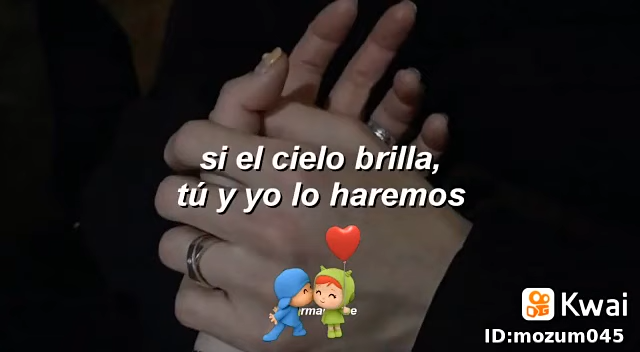 si el cielo brilla,
tú y yo lo haremos
Kwai
ID:mozum045